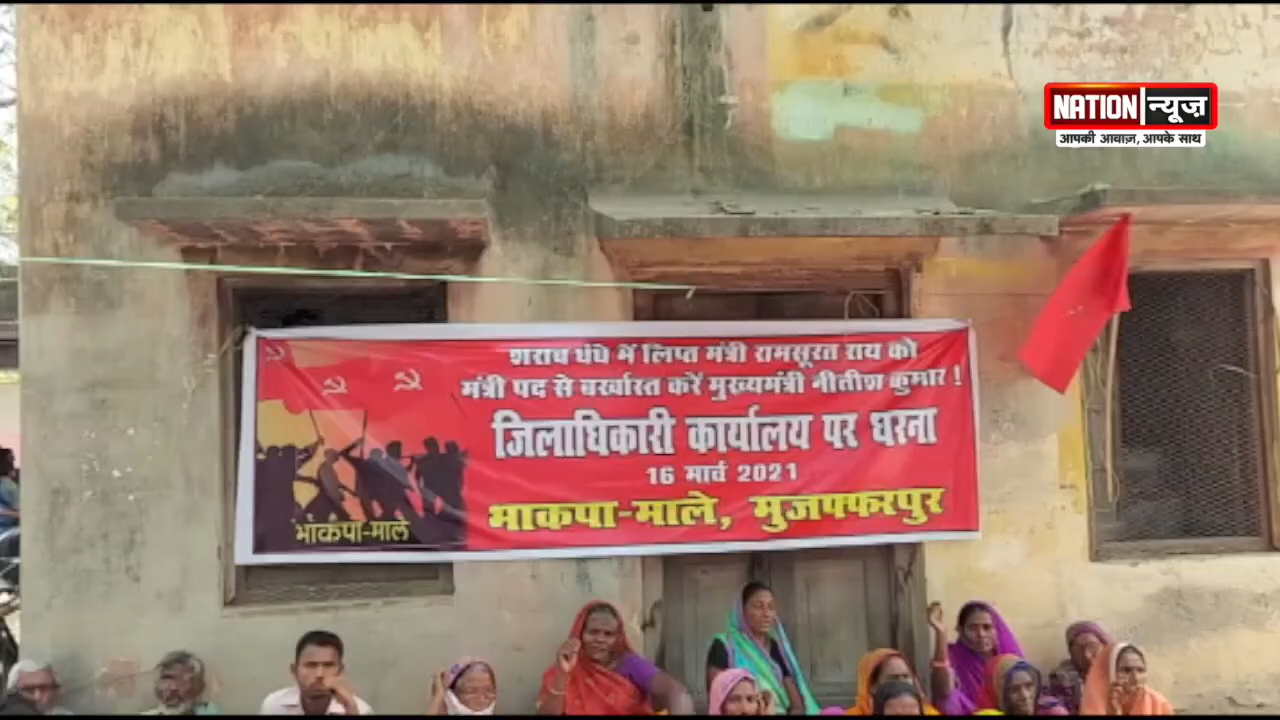 NATION न्यूज़
आपकी आवाज़, आपके साथ
शराब धंधे में लिप्त मंत्री रामसूरत राय को
मंत्री पद से बर्खास्त करें मुख्यमंत्री नीतीश कुमार !
जिलाधिकारी कार्यालय पर धरना
16 मार्च 2021
भाकपा-माले, मुजफ्फरपुर
भाकपा-माले